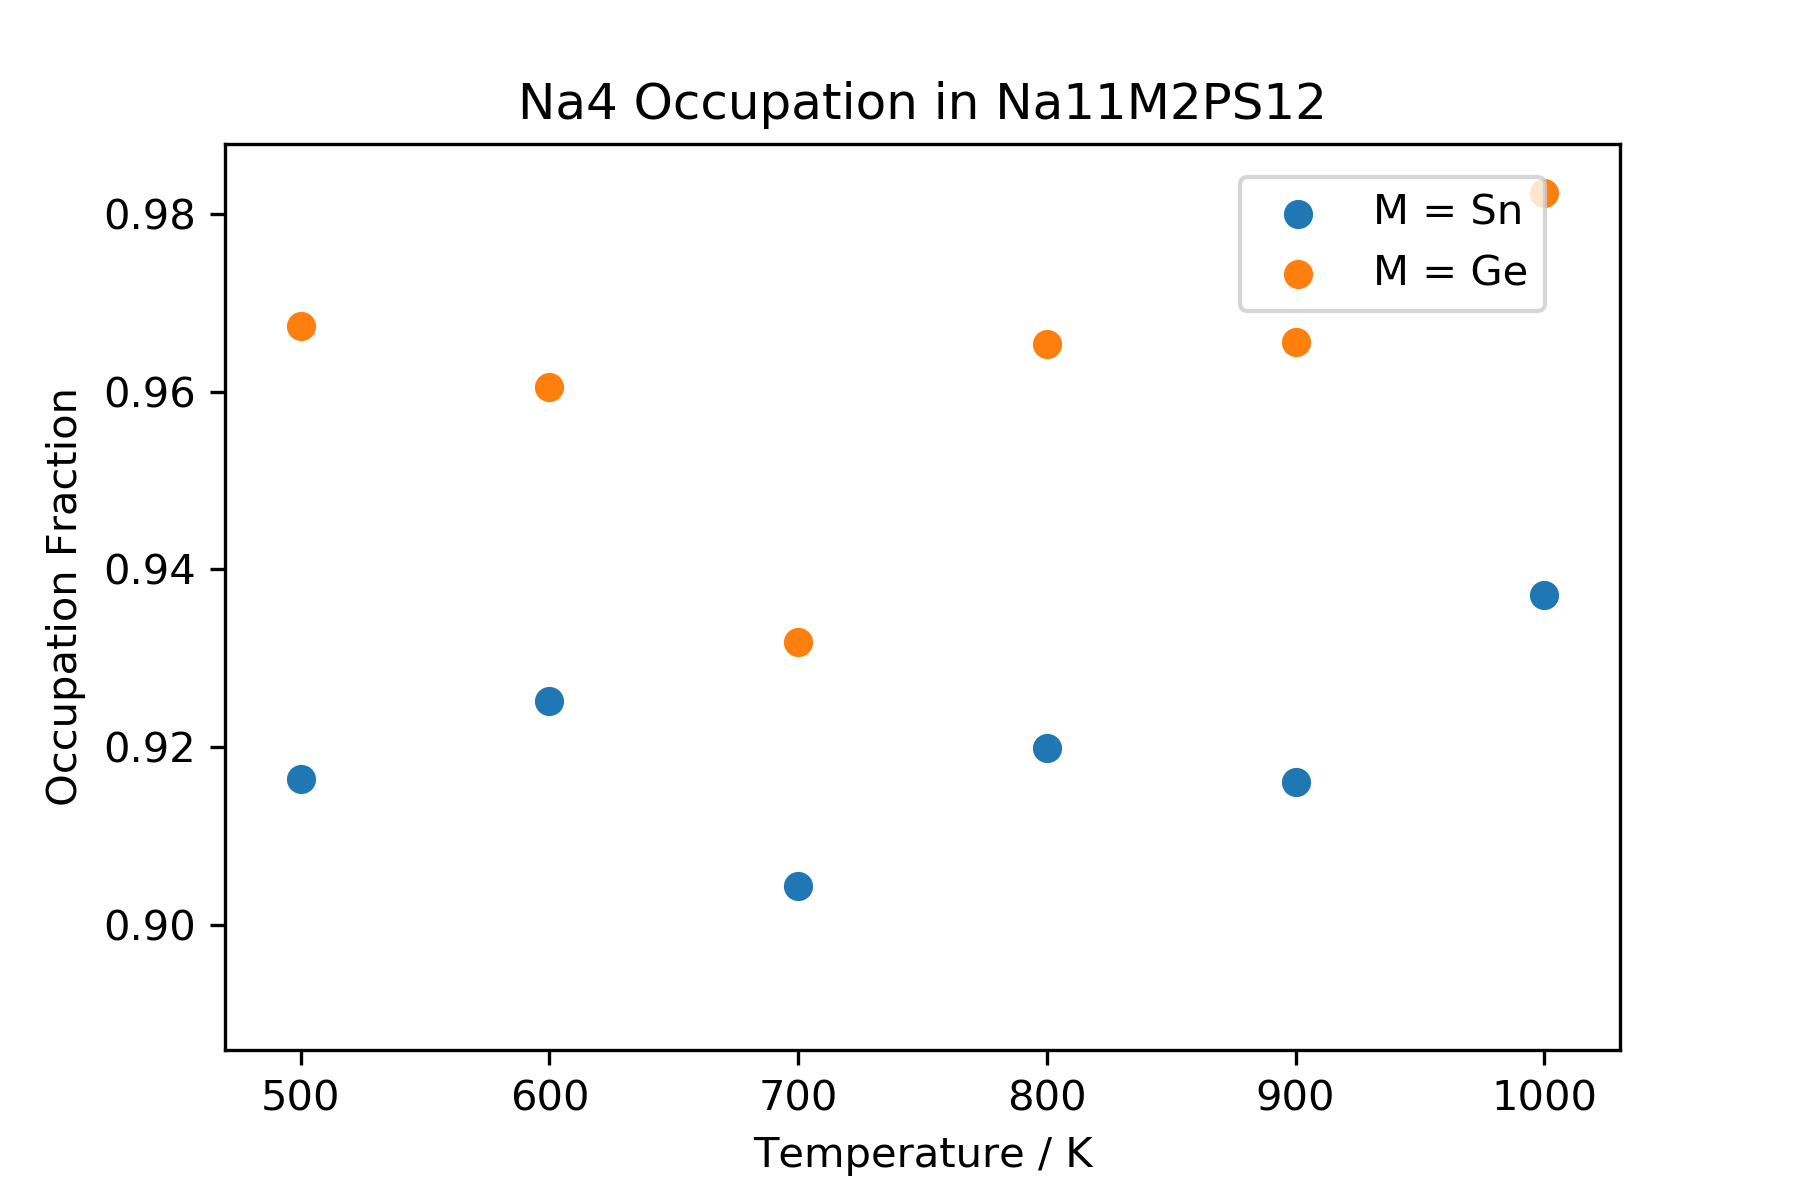 Na4 Occupation in Na11M2PS12
M = Sn
M = Ge
0.98
0.96
0.94
0.92
0.90
Occupation Fraction
500 600 700 800 900 1000
Temperature / K